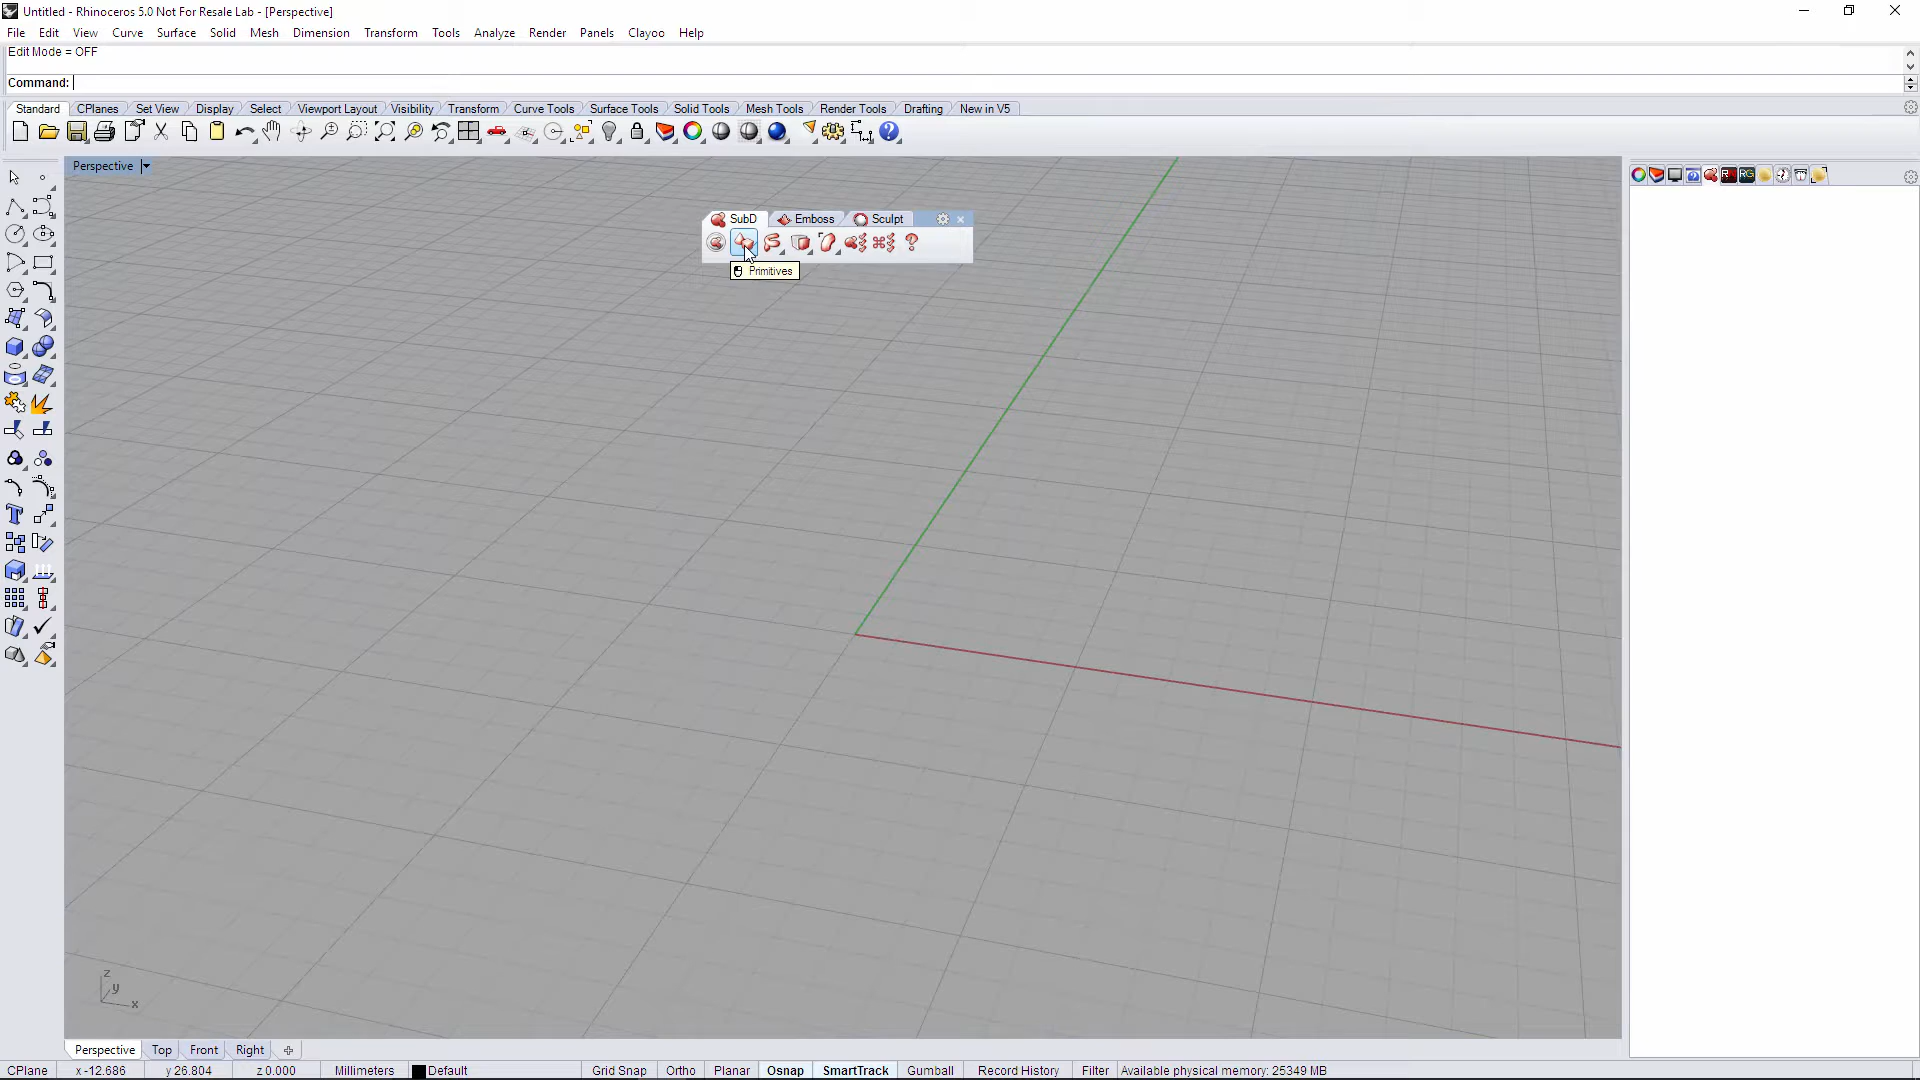 Untitled - Rhinoceros 5.0 Not For Resale Lab - [Perspective]
File Edit View Curve Surface Solid Mesh Dimension Transform Tools Analyze Render Panels Clayoo Help
Edit Mode = OFF
Command:
Standard CPlanes Set View Display Select Viewport Layout Visibility Transform Curve Tools Surface Tools Solid Tools Mesh Tools Render Tools Drafting New in V5
Perspective
SubD Emboss Sculpt
Primitives
z
y
x
Perspective Top Front Right
CPlane x -12.686 y 26.804 z 0.000 Millimeters Default Grid Snap Ortho Planar Osnap SmartTrack Gumball Record History Filter Available physical memory: 25349 MB